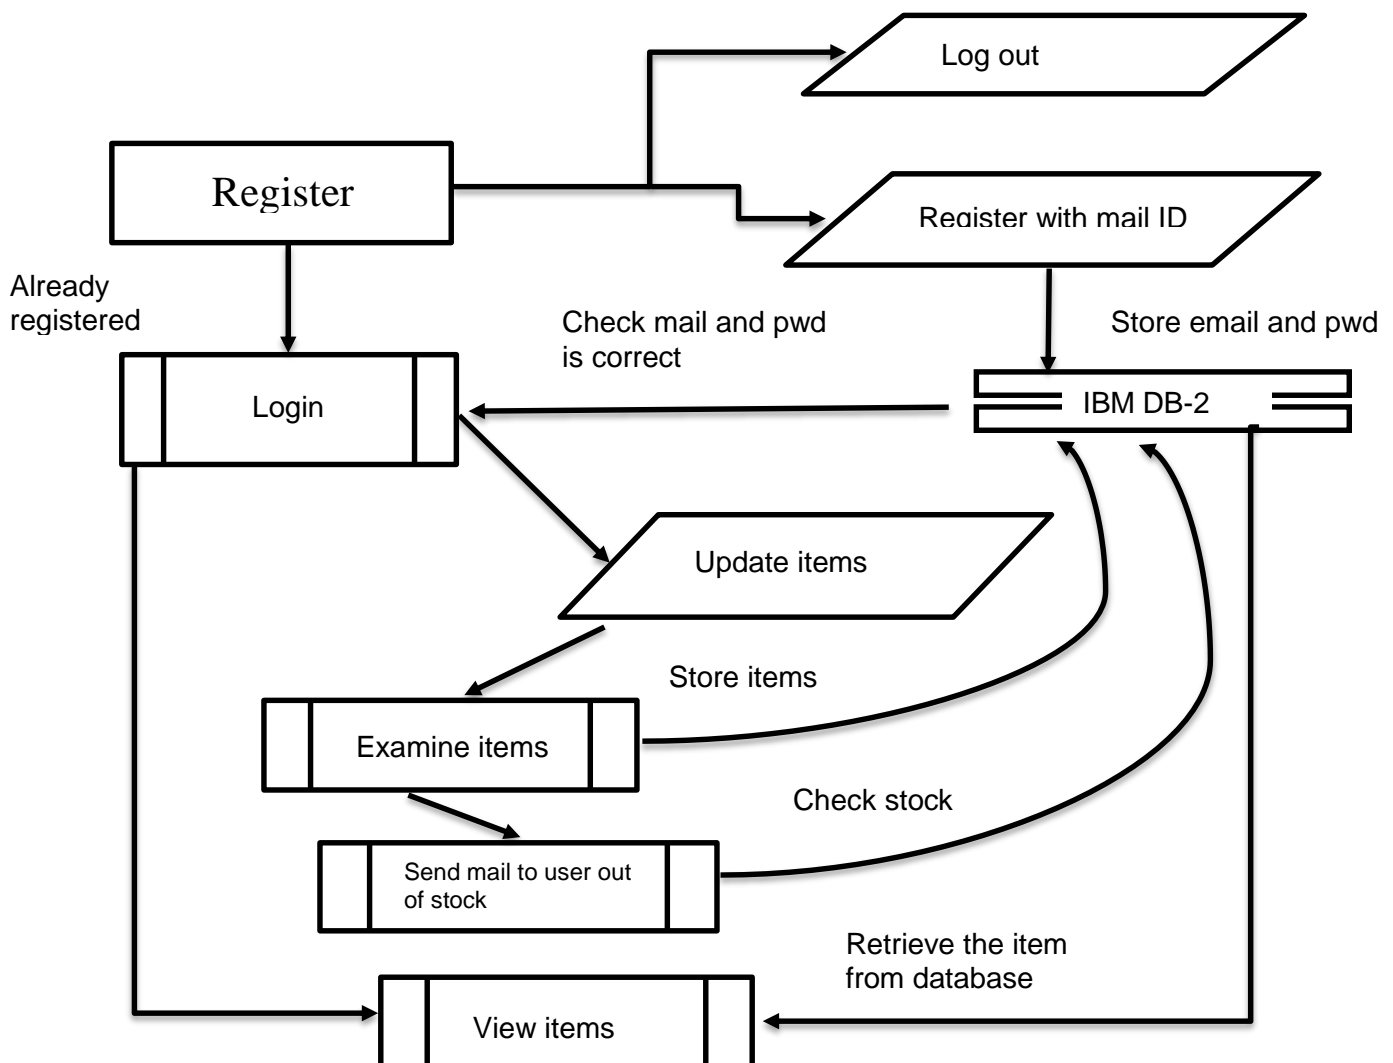 Log out
Register
Register with mail ID
Already
registered
Check mail and pwd
is correct
Store email and pwd
Login
IBM DB-2
Update items
Store items
Examine items
Check stock
Send mail to user out
of stock
Retrieve the item
from database
View items